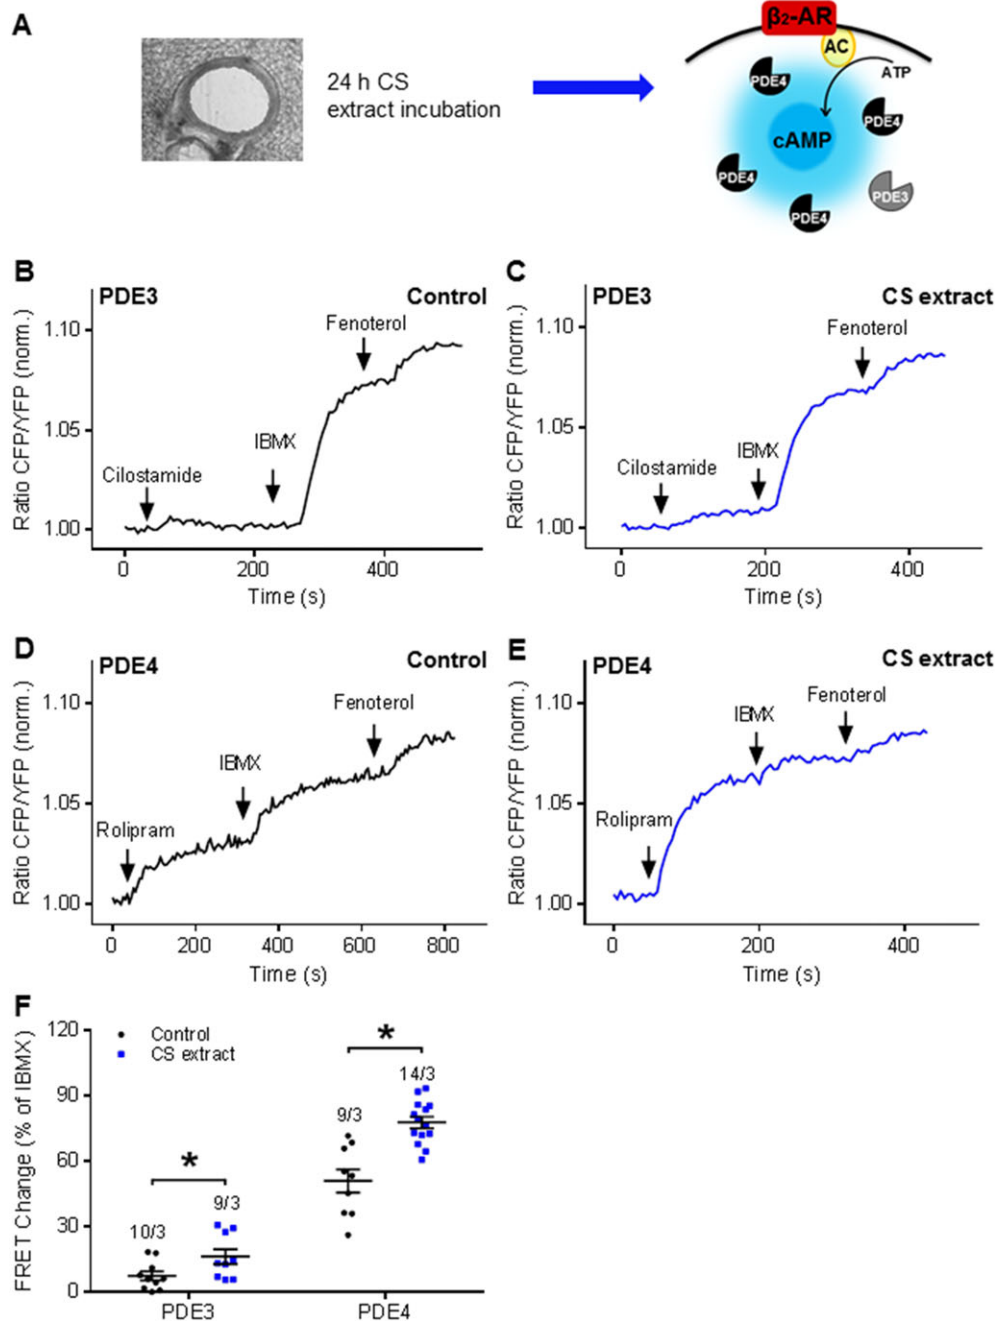 A
24 h CS
extract incubation
β₂-AR
AC
ATP
PDE4
PDE4
cAMP
PDE4
PDE3
PDE4
B
PDE3
Control
Ratio CFP/YFP (norm.)
1.10
1.05
1.00
Cilostamide
IBMX
Fenoterol
0
200
400
Time (s)
C
PDE3
CS extract
Ratio CFP/YFP (norm.)
1.10
1.05
1.00
Cilostamide
IBMX
Fenoterol
0
200
400
Time (s)
D
PDE4
Control
Ratio CFP/YFP (norm.)
1.10
1.05
1.00
Rolipram
IBMX
Fenoterol
0
200
400
600
800
Time (s)
E
PDE4
CS extract
Ratio CFP/YFP (norm.)
1.10
1.05
1.00
Rolipram
IBMX
Fenoterol
0
200
400
Time (s)
F
FRET Change (% of IBMX)
120
90
60
30
0
Control
CS extract
*
*
10/3
9/3
9/3
14/3
PDE3
PDE4